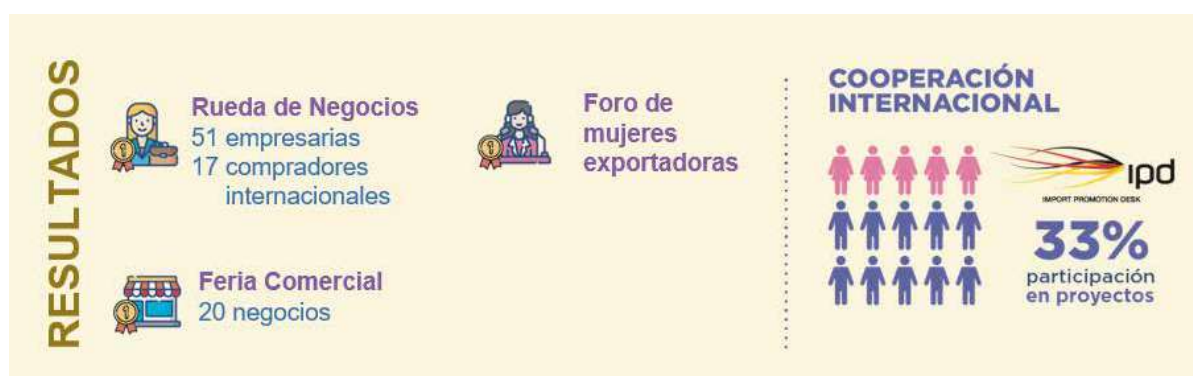 RESULTADOS
Rueda de Negocios
51 empresarias
17 compradores
internacionales
Foro de
mujeres
exportadoras
Feria Comercial
20 negocios
COOPERACIÓN
INTERNACIONAL
ipd
IMPORT PROMOTION DESK
33%
participación
en proyectos